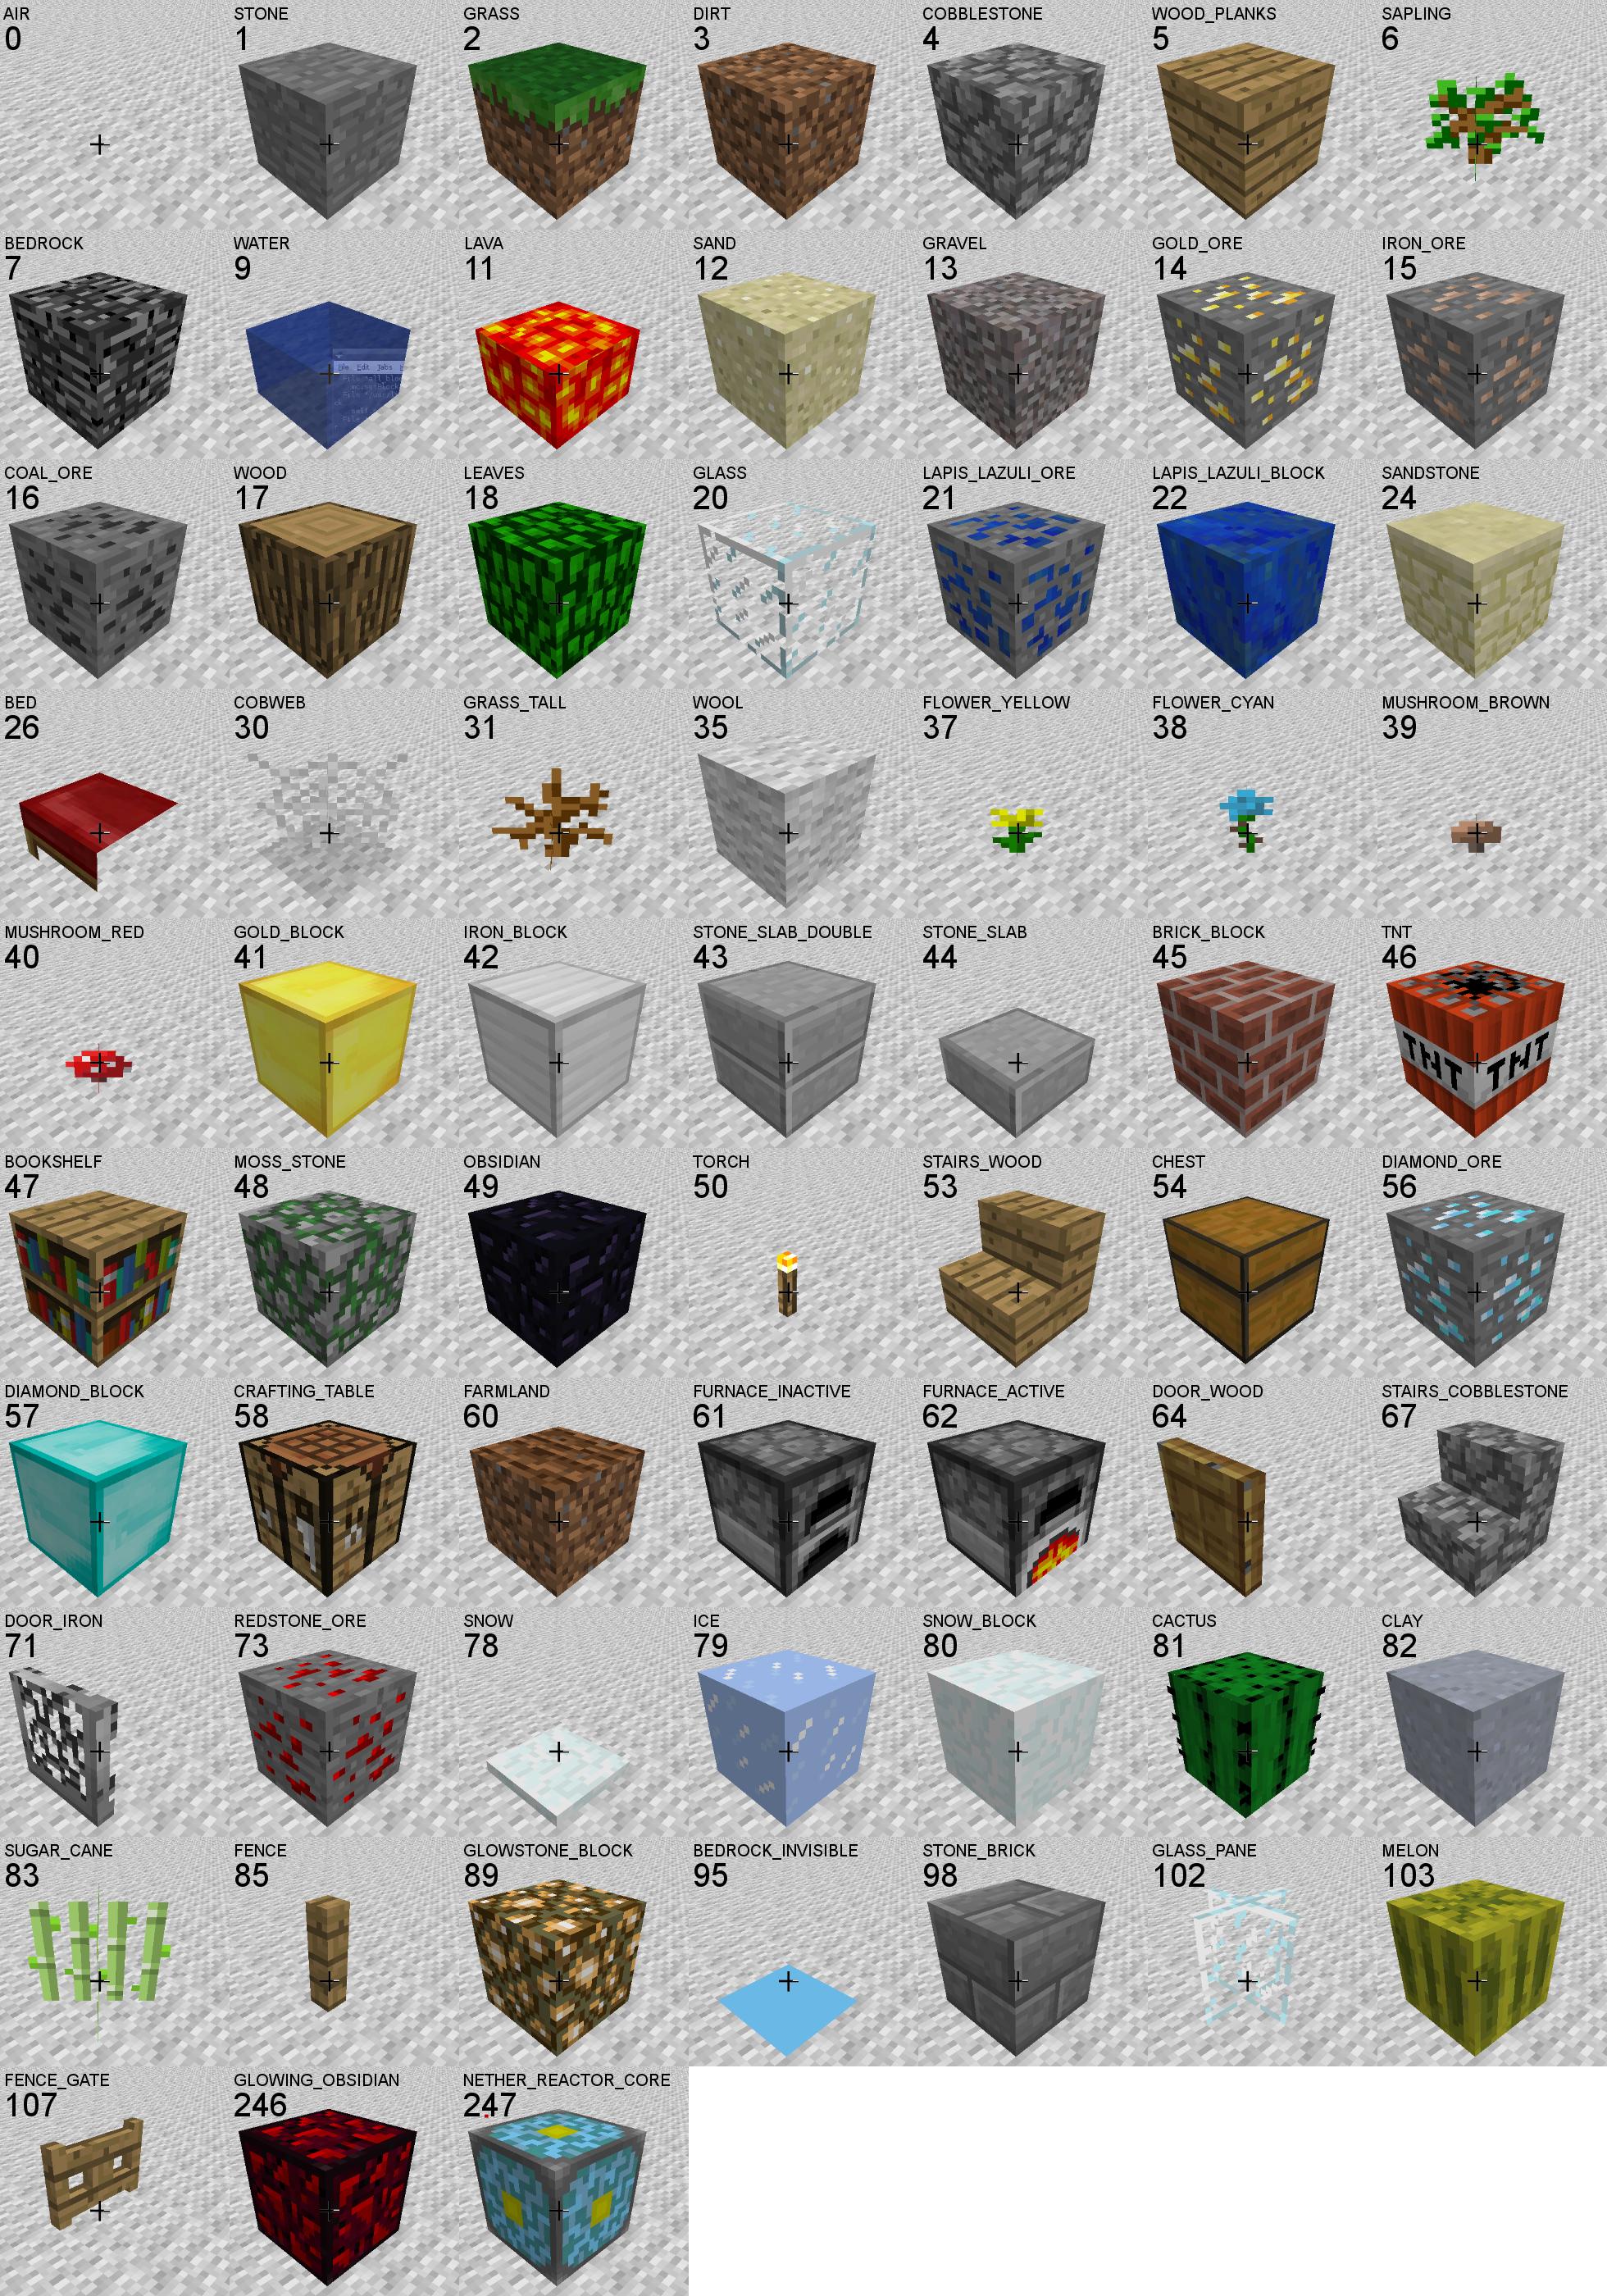 AIR STONE GRASS DIRT COBBLESTONE WOOD_PLANKS SAPLING
0 1 2 3 4 5 6
BEDROCK WATER LAVA SAND GRAVEL GOLD_ORE IRON_ORE
7 9 11 12 13 14 15
File Edit Tabs
COAL_ORE WOOD LEAVES GLASS LAPIS_LAZULI_ORE LAPIS_LAZULI_BLOCK SANDSTONE
16 17 18 20 21 22 24
BED COBWEB GRASS_TALL WOOL FLOWER_YELLOW FLOWER_CYAN MUSHROOM_BROWN
26 30 31 35 37 38 39
MUSHROOM_RED GOLD_BLOCK IRON_BLOCK STONE_SLAB_DOUBLE STONE_SLAB BRICK_BLOCK TNT
40 41 42 43 44 45 46
TNT TNT
BOOKSHELF MOSS_STONE OBSIDIAN TORCH STAIRS_WOOD CHEST DIAMOND_ORE
47 48 49 50 53 54 56
DIAMOND_BLOCK CRAFTING_TABLE FARMLAND FURNACE_INACTIVE FURNACE_ACTIVE DOOR_WOOD STAIRS_COBBLESTONE
57 58 60 61 62 64 67
DOOR_IRON REDSTONE_ORE SNOW ICE SNOW_BLOCK CACTUS CLAY
71 73 78 79 80 81 82
SUGAR_CANE FENCE GLOWSTONE_BLOCK BEDROCK_INVISIBLE STONE_BRICK GLASS_PANE MELON
83 85 89 95 98 102 103
FENCE_GATE GLOWING_OBSIDIAN NETHER_REACTOR_CORE
107 246 247